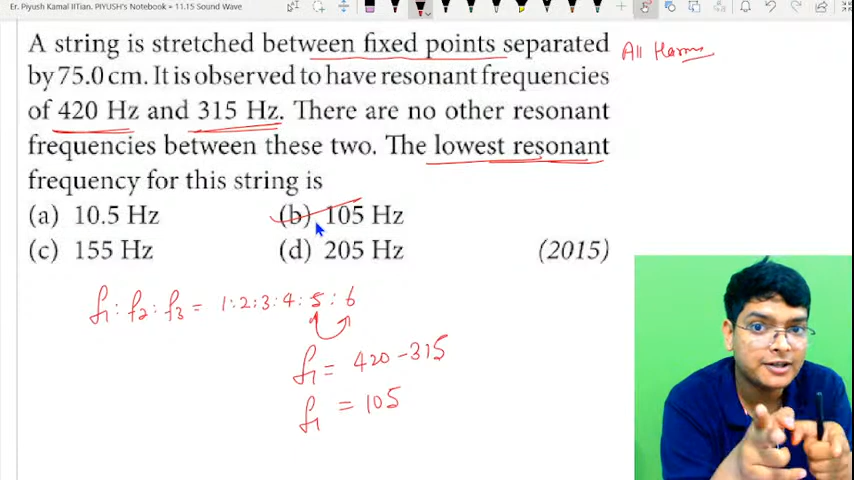 Er. Piyush Kamal IITian. PIYUSH's Notebook » 11.15 Sound Wave
A string is stretched between fixed points separated
by 75.0 cm. It is observed to have resonant frequencies
of 420 Hz and 315 Hz. There are no other resonant
frequencies between these two. The lowest resonant
frequency for this string is
(a) 10.5 Hz (b) 105 Hz
(c) 155 Hz (d) 205 Hz (2015)
All Harms
f1 : f2 : f3 = 1:2:3:4:5:6
f1 = 420 - 315
f1 = 105